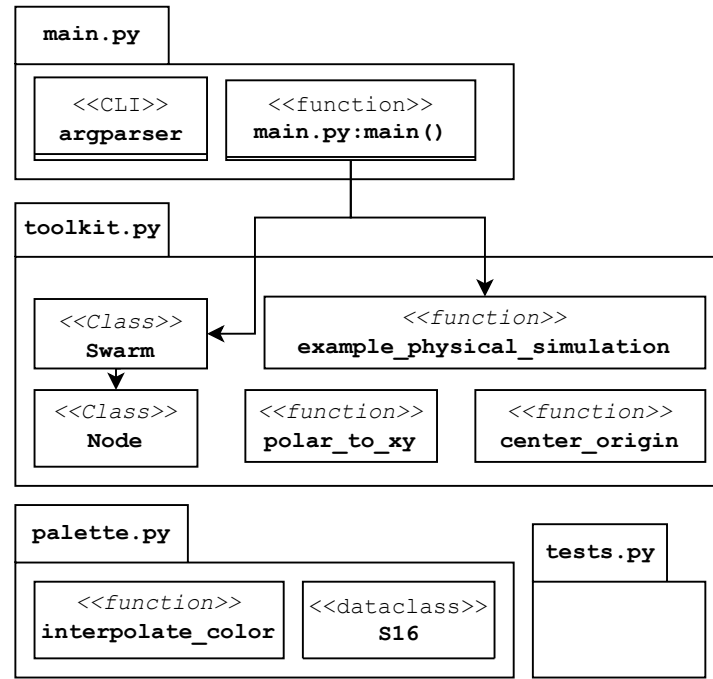 main.py
<<CLI>>
argparser
<<function>>
main.py:main()
toolkit.py
<<Class>>
Swarm
<<function>>
example_physical_simulation
<<Class>>
Node
<<function>>
polar_to_xy
<<function>>
center_origin
palette.py
<<function>>
interpolate_color
<<dataclass>>
S16
tests.py